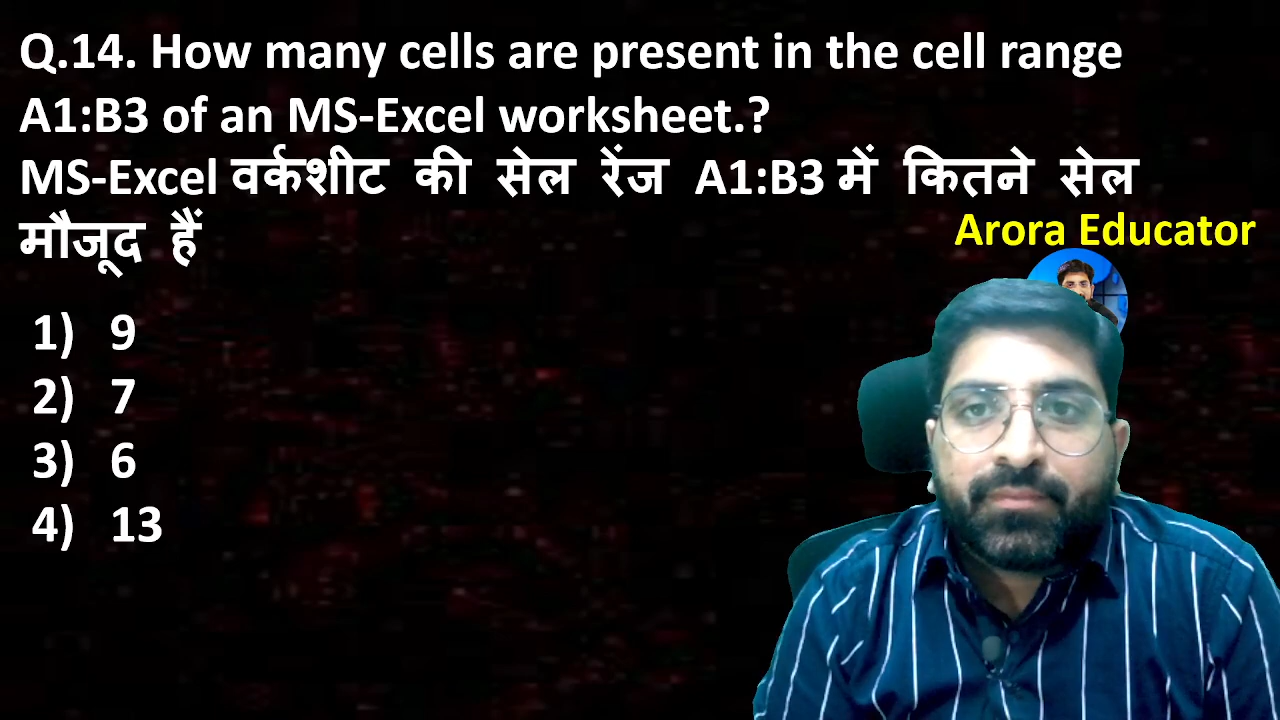 Q.14. How many cells are present in the cell range
A1:B3 of an MS-Excel worksheet.?
MS-Excel वर्कशीट की सेल रेंज A1:B3 में कितने सेल
मौजूद हैं
Arora Educator
1) 9
2) 7
3) 6
4) 13